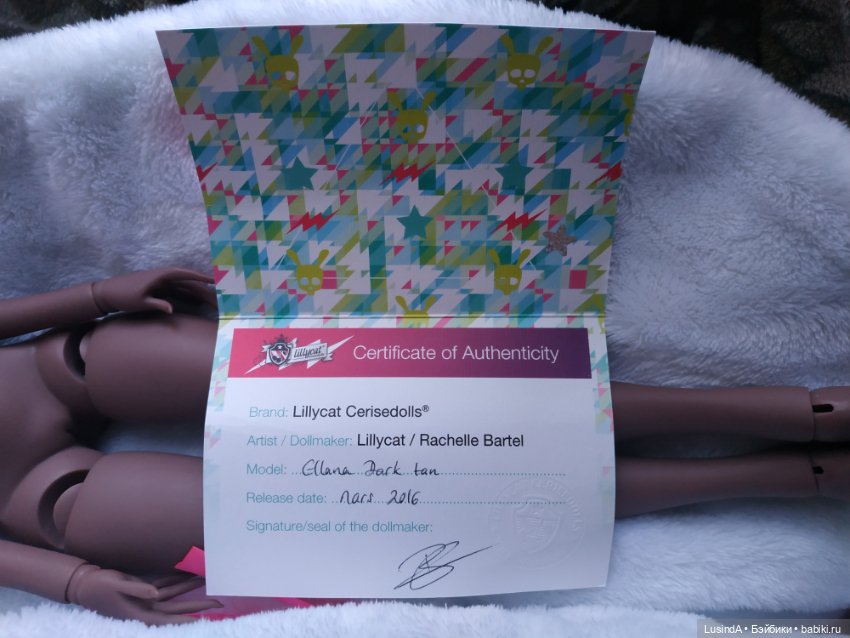 lillycat
Certificate of Authenticity
Brand: Lillycat Cerisedolls®
Artist / Dollmaker: Lillycat / Rachelle Bartel
Model: Ellana Dark tan
Release date: Mars 2016
Signature/seal of the dollmaker:
LusindA • Бэйбики • babiki.ru